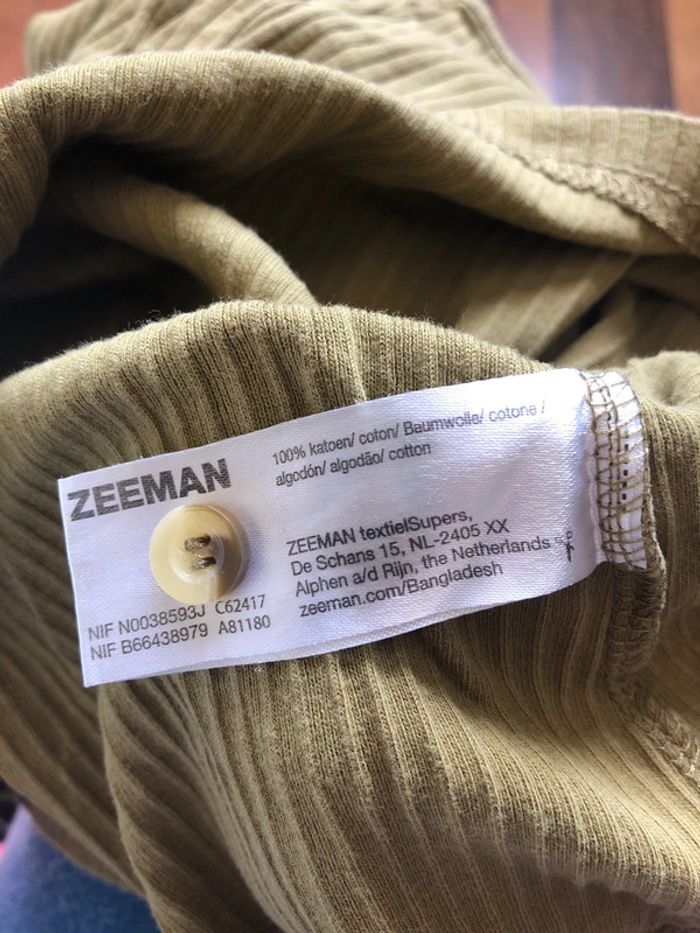 ZEEMAN
100% katoen/ coton/ Baumwolle/ cotone /
algodón/ algodão/ cotton
ZEEMAN textielSupers,
De Schans 15, NL-2405 XX
Alphen a/d Rijn, the Netherlands
zeeman.com/Bangladesh
NIF N0038593J C62417
NIF B66438979 A81180